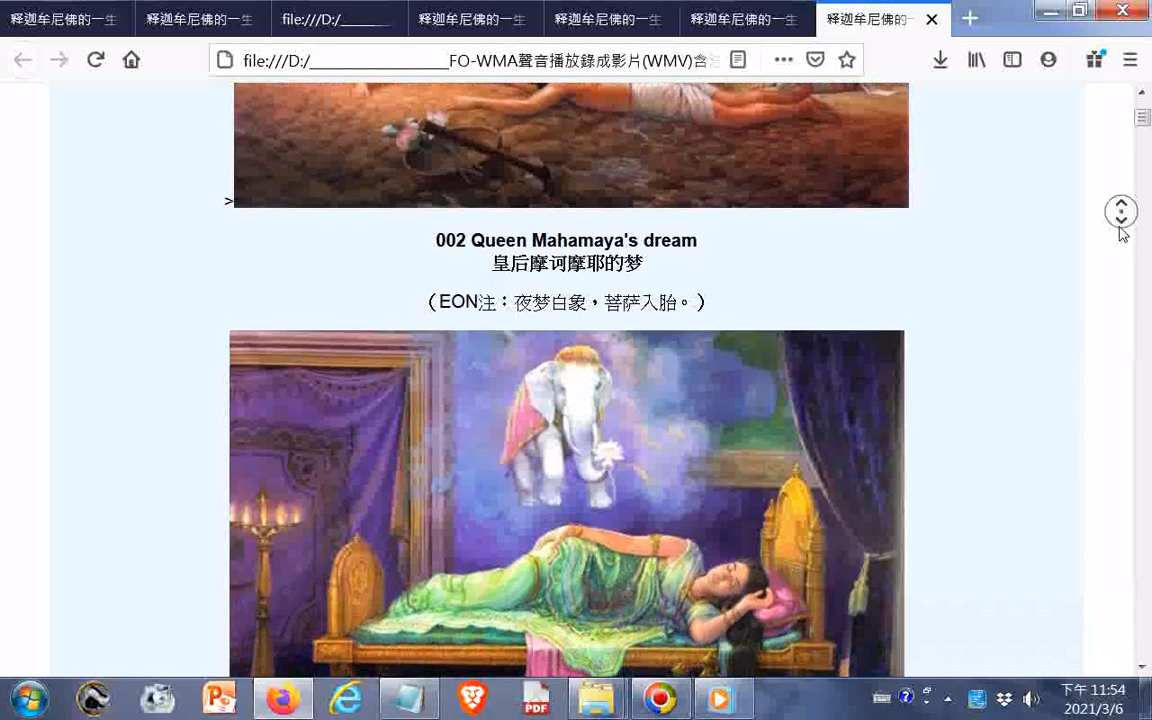 释迦牟尼佛的一生
释迦牟尼佛的一生
file:///D:/______
释迦牟尼佛的一生
释迦牟尼佛的一生
释迦牟尼佛的一生
释迦牟尼佛的一
file:///D:/________________FO-WMA聲音播放錄成影片(WMV)含
>
002 Queen Mahamaya's dream
皇后摩诃摩耶的梦
（EON注：夜梦白象，菩萨入胎。）
PDF
下午 11:54
2021/3/6